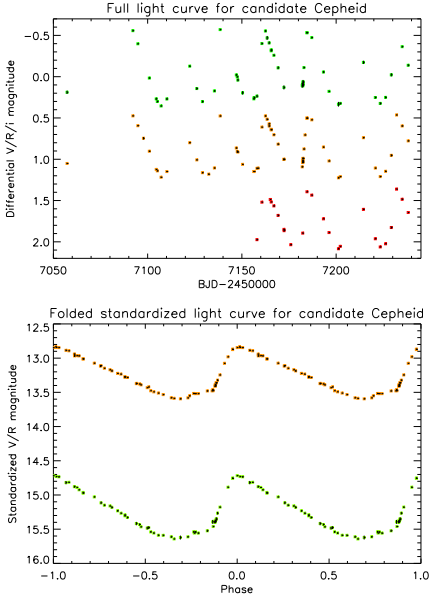 Full light curve for candidate Cepheid
Differential V/R/i magnitude
−0.5
0.0
0.5
1.0
1.5
2.0
7050 7100 7150 7200
BJD−2450000
Folded standardized light curve for candidate Cepheid
Standardized V/R magnitude
12.5
13.0
13.5
14.0
14.5
15.0
15.5
16.0
−1.0 −0.5 0.0 0.5 1.0
Phase